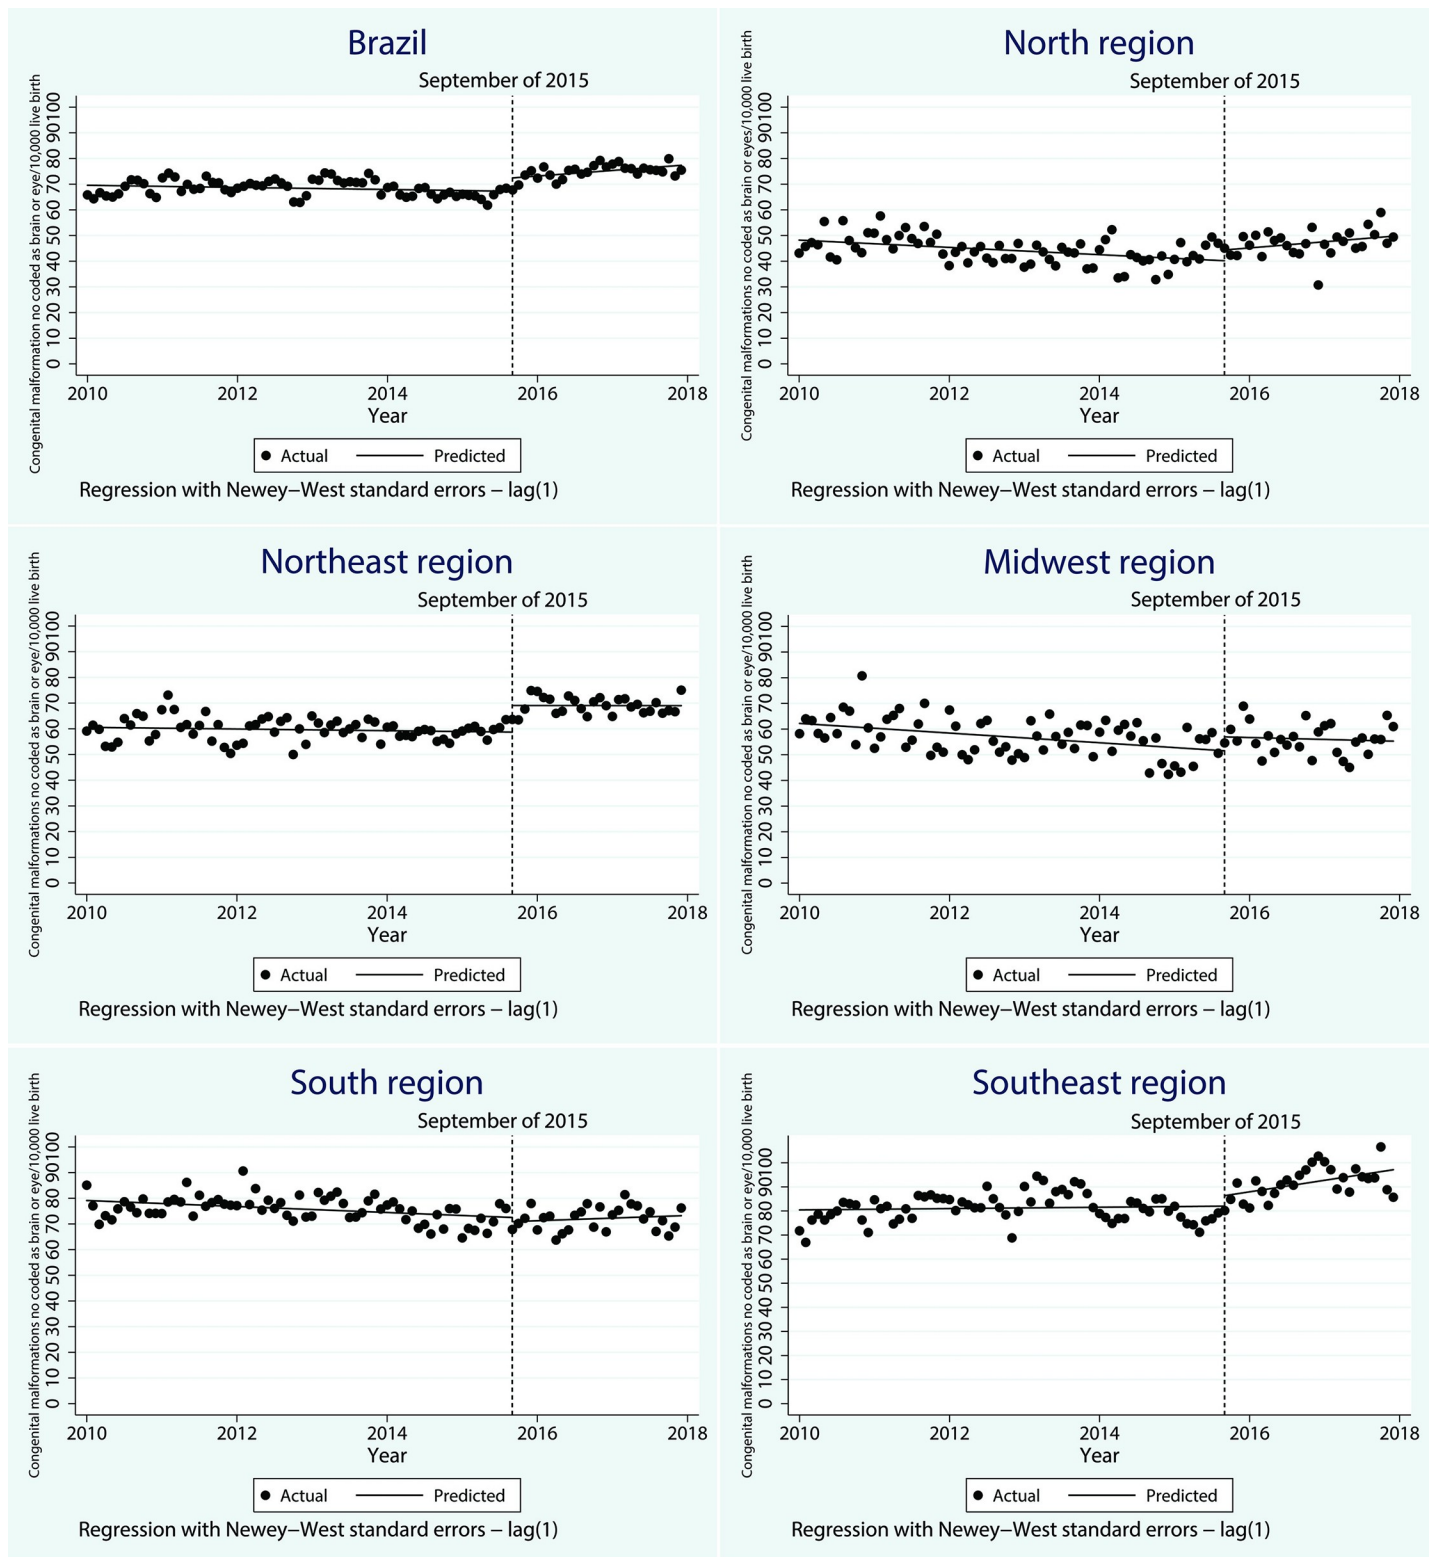 Brazil
September of 2015
Congenital malformation no coded as brain or eye/10,000 live birth
0 10 20 30 40 50 60 70 80 90100
2010 2012 2014 2016 2018
Year
Actual Predicted
Regression with Newey–West standard errors – lag(1)
North region
September of 2015
Congenital malformations no coded as brain or eyes/10,000 live birth
0 10 20 30 40 50 60 70 80 90100
2010 2012 2014 2016 2018
Year
Actual Predicted
Regression with Newey–West standard errors – lag(1)
Northeast region
September of 2015
Congenital malformations no coded as brain or eye/10,000 live birth
0 10 20 30 40 50 60 70 80 90100
2010 2012 2014 2016 2018
Year
Actual Predicted
Regression with Newey–West standard errors – lag(1)
Midwest region
September of 2015
Congenital malformation no coded as brain or eye/10,000 live birth
0 10 20 30 40 50 60 70 80 90100
2010 2012 2014 2016 2018
Year
Actual Predicted
Regression with Newey–West standard errors – lag(1)
South region
September of 2015
Congenital malformations no coded as brain or eye/10,000 live birth
0 10 20 30 40 50 60 70 80 90100
2010 2012 2014 2016 2018
Year
Actual Predicted
Regression with Newey–West standard errors – lag(1)
Southeast region
September of 2015
Congenital malformations no coded as brain or eye/10,000 live birth
0 10 20 30 40 50 60 70 80 90100
2010 2012 2014 2016 2018
Year
Actual Predicted
Regression with Newey–West standard errors – lag(1)